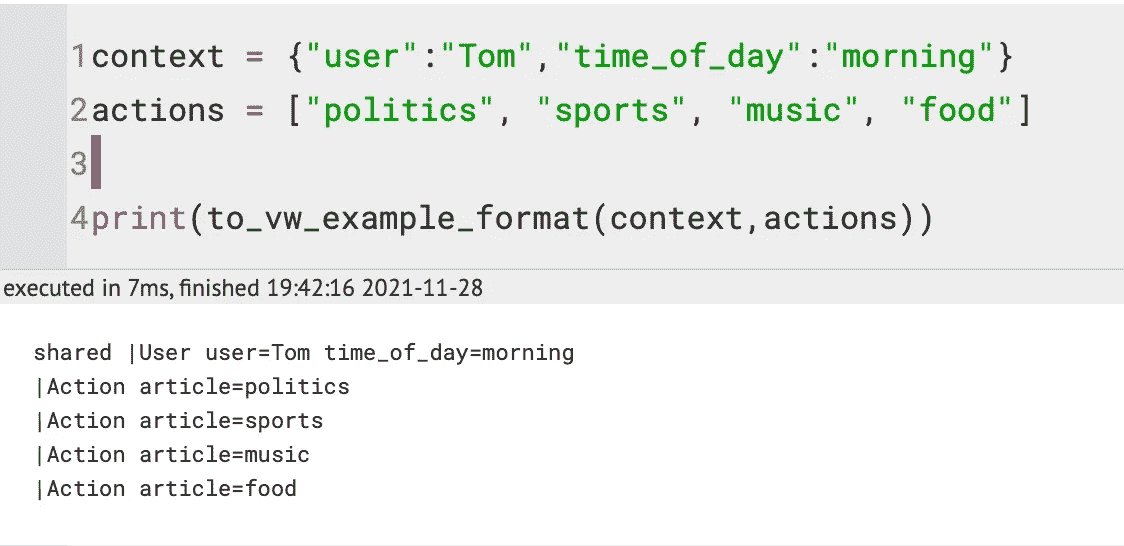 1context = {"user":"Tom","time_of_day":"morning"}
2actions = ["politics", "sports", "music", "food"]
3
4print(to_vw_example_format(context,actions))
executed in 7ms, finished 19:42:16 2021-11-28
shared |User user=Tom time_of_day=morning
|Action article=politics
|Action article=sports
|Action article=music
|Action article=food